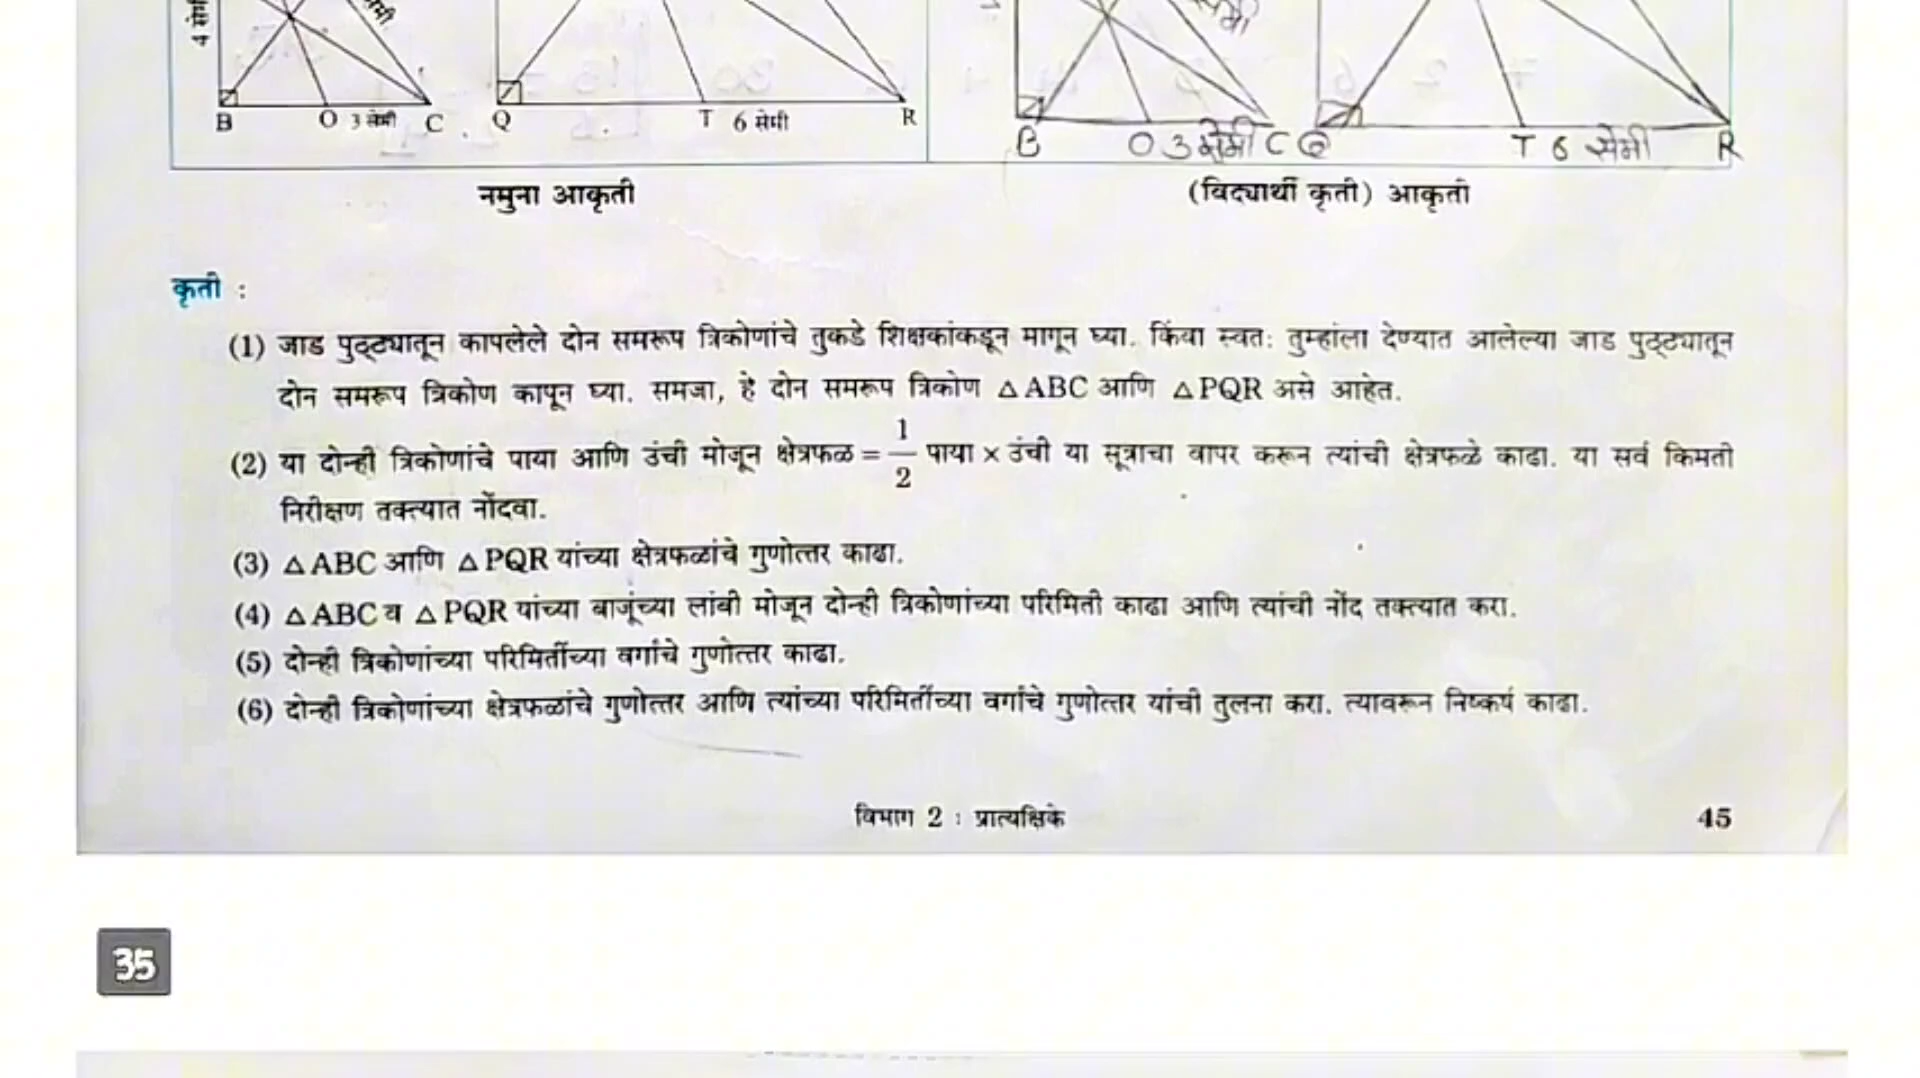 4 सेमी सेमी सेमी
B O 3 सेमी C Q T 6 सेमी R B O 3 सेमी C Q T 6 सेमी R
नमुना आकृती (विद्यार्थी कृती) आकृती
कृती :
(1) जाड पुठ्ठ्यातून कापलेले दोन समरूप त्रिकोणांचे तुकडे शिक्षकांकडून मागून घ्या. किंवा स्वतः तुम्हांला देण्यात आलेल्या जाड पुठ्ठ्यातून
दोन समरूप त्रिकोण कापून घ्या. समजा, हे दोन समरूप त्रिकोण △ABC आणि △PQR असे आहेत.
(2) या दोन्ही त्रिकोणांचे पाया आणि उंची मोजून क्षेत्रफळ = 1/2 पाया × उंची या सूत्राचा वापर करून त्यांची क्षेत्रफळे काढा. या सर्व किमती
निरीक्षण तक्त्यात नोंदवा.
(3) △ABC आणि △PQR यांच्या क्षेत्रफळांचे गुणोत्तर काढा.
(4) △ABC व △PQR यांच्या बाजूंच्या लांबी मोजून दोन्ही त्रिकोणांच्या परिमिती काढा आणि त्यांची नोंद तक्त्यात करा.
(5) दोन्ही त्रिकोणांच्या परिमितींच्या वर्गांचे गुणोत्तर काढा.
(6) दोन्ही त्रिकोणांच्या क्षेत्रफळांचे गुणोत्तर आणि त्यांच्या परिमितींच्या वर्गांचे गुणोत्तर यांची तुलना करा. त्यावरून निष्कर्ष काढा.
विभाग 2 : प्रात्यक्षिके 45
35